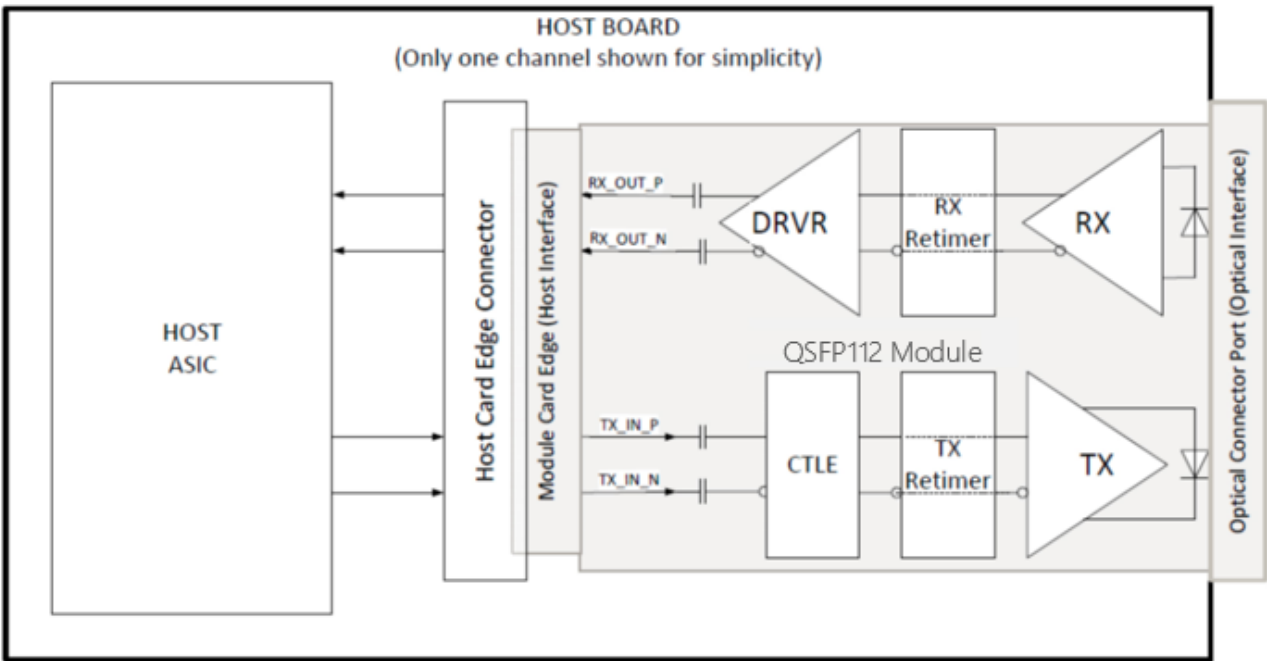 HOST BOARD
(Only one channel shown for simplicity)
HOST
ASIC
Host Card Edge Connector
Module Card Edge (Host Interface)
RX_OUT_P
RX_OUT_N
DRVR
RX
Retimer
RX
QSFP112 Module
TX_IN_P
TX_IN_N
CTLE
TX
Retimer
TX
Optical Connector Port (Optical Interface)